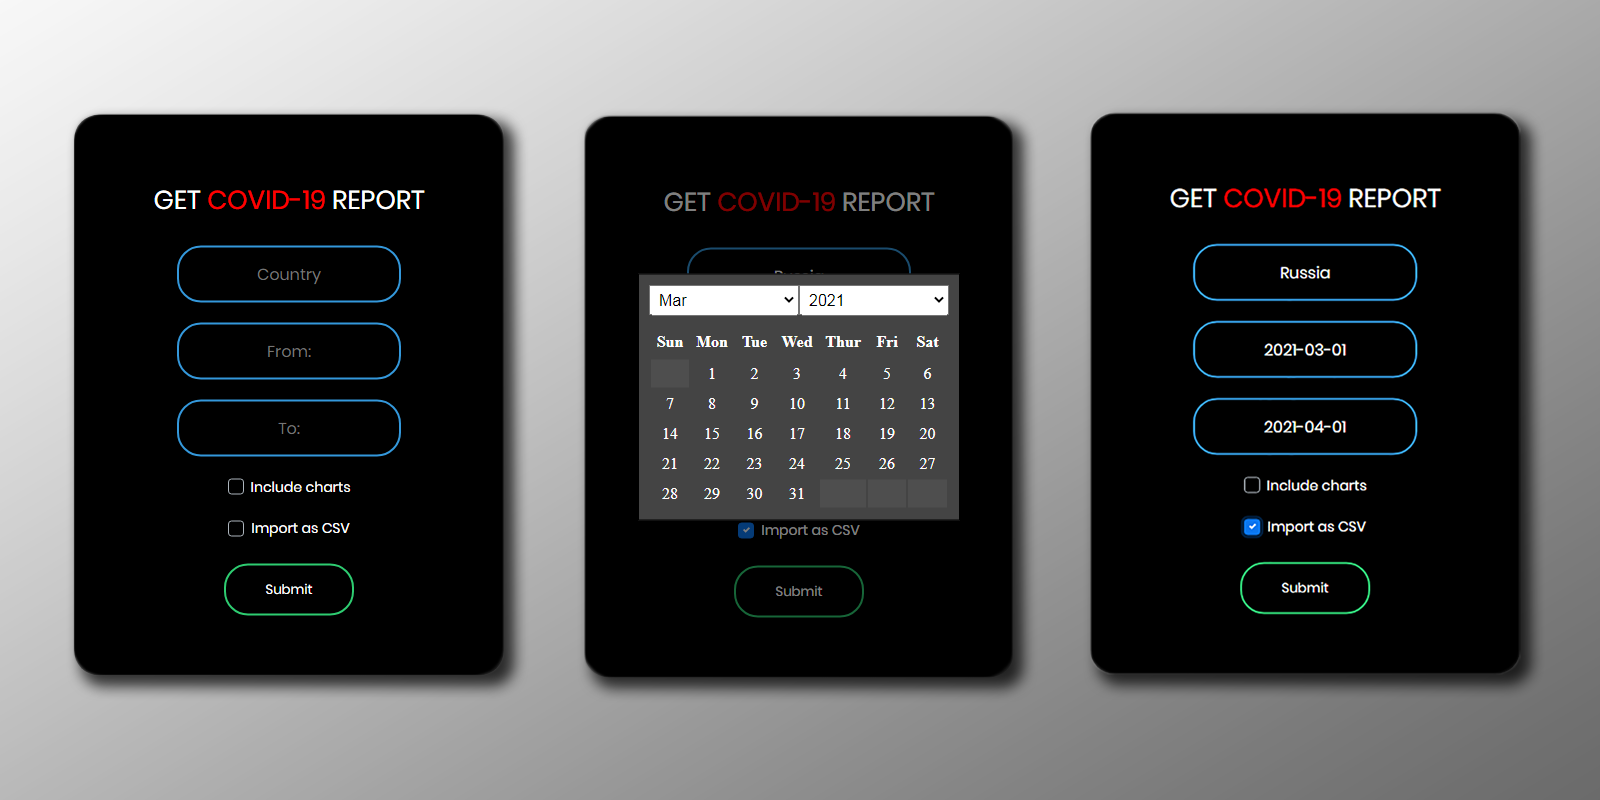 GET COVID-19 REPORT
Country
From:
To:
Include charts
Import as CSV
Submit
GET COVID-19 REPORT
Mar 2021
Sun Mon Tue Wed Thur Fri Sat
1 2 3 4 5 6
7 8 9 10 11 12 13
14 15 16 17 18 19 20
21 22 23 24 25 26 27
28 29 30 31
Import as CSV
Submit
GET COVID-19 REPORT
Russia
2021-03-01
2021-04-01
Include charts
Import as CSV
Submit